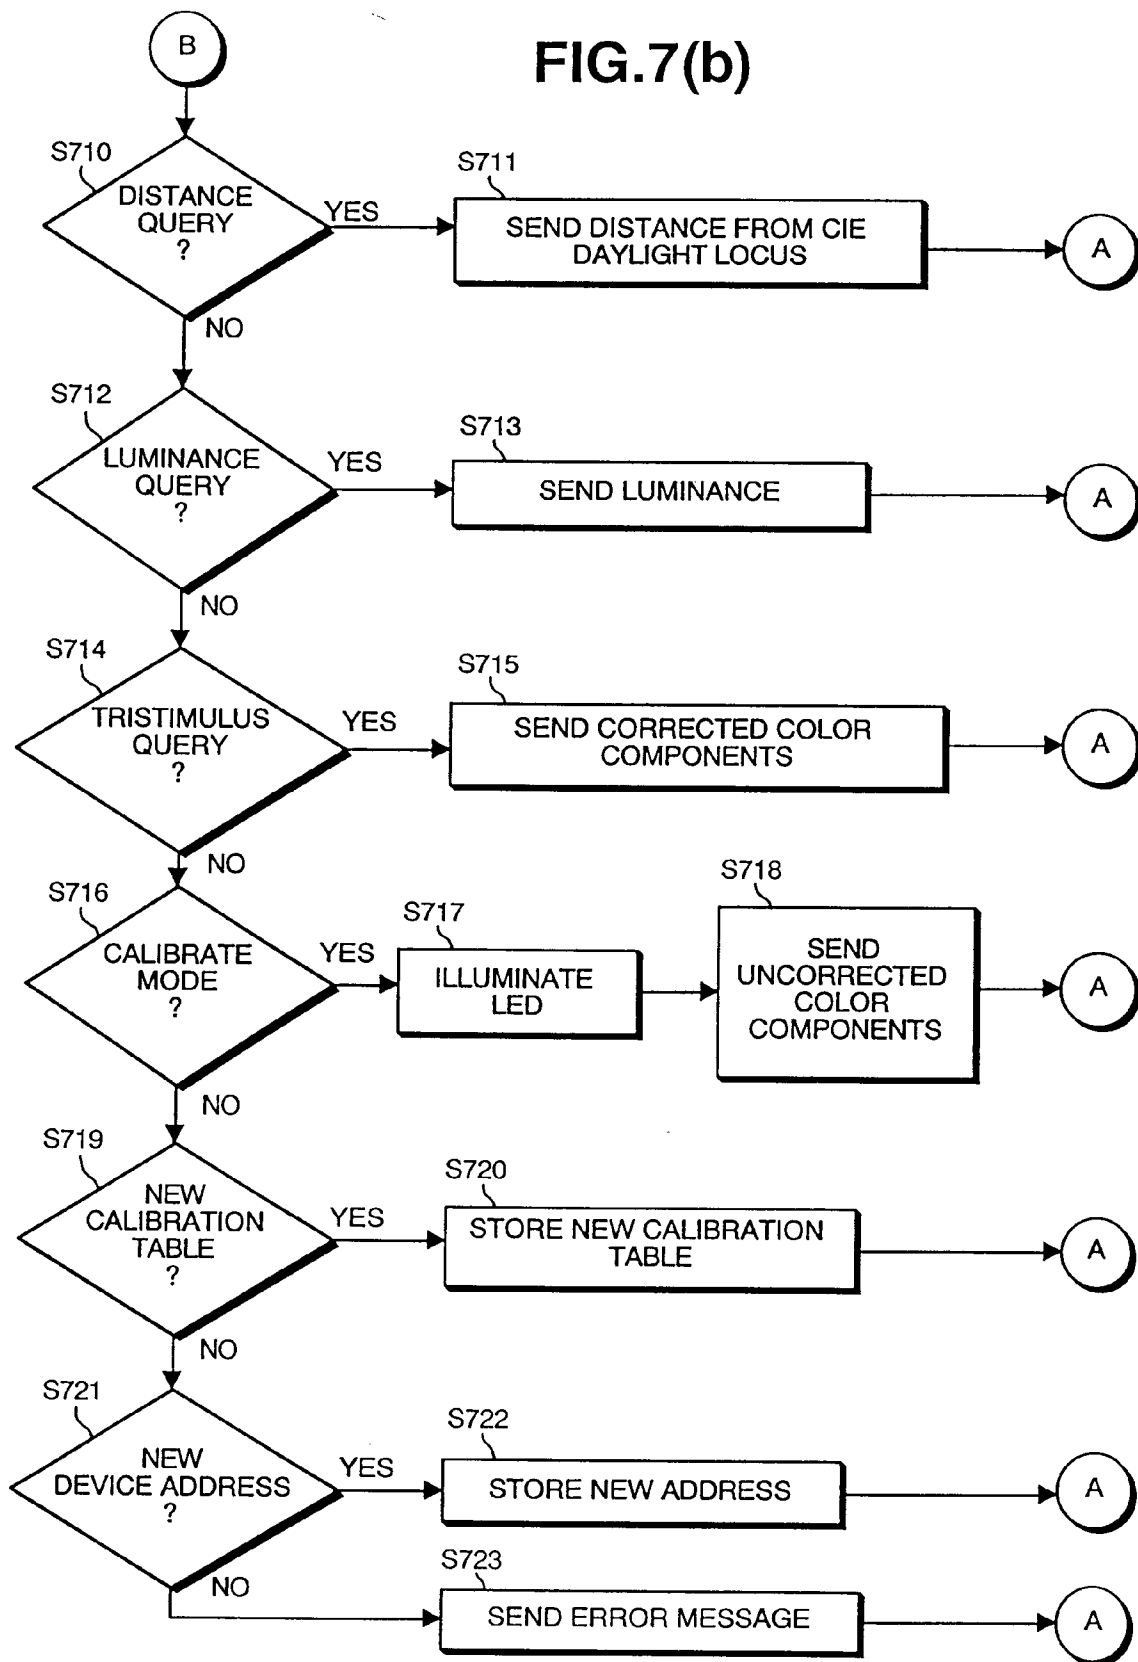 B
FIG.7(b)
S710
DISTANCE
QUERY
?
YES
S711
SEND DISTANCE FROM CIE
DAYLIGHT LOCUS
A
NO
S712
LUMINANCE
QUERY
?
YES
S713
SEND LUMINANCE
A
NO
S714
TRISTIMULUS
QUERY
?
YES
S715
SEND CORRECTED COLOR
COMPONENTS
A
NO
S716
CALIBRATE
MODE
?
YES
S717
ILLUMINATE
LED
S718
SEND
UNCORRECTED
COLOR
COMPONENTS
A
NO
S719
NEW
CALIBRATION
TABLE
?
YES
S720
STORE NEW CALIBRATION
TABLE
A
NO
S721
NEW
DEVICE ADDRESS
?
YES
S722
STORE NEW ADDRESS
A
NO
S723
SEND ERROR MESSAGE
A